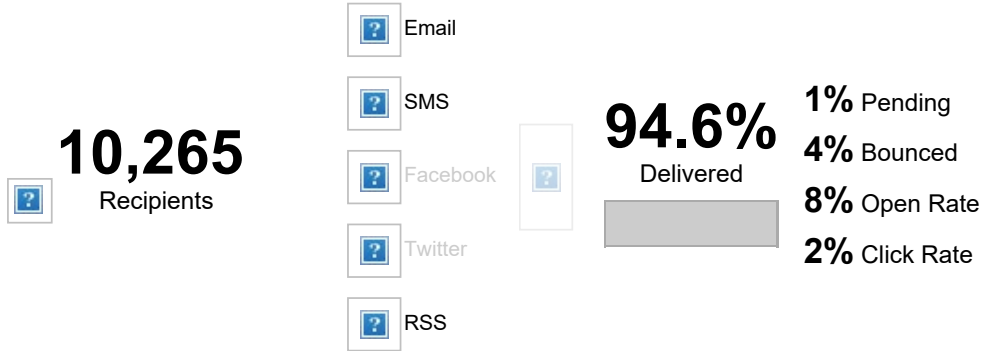 10,265
Recipients
Email
SMS
Facebook
Twitter
RSS
94.6%
Delivered
1% Pending
4% Bounced
8% Open Rate
2% Click Rate